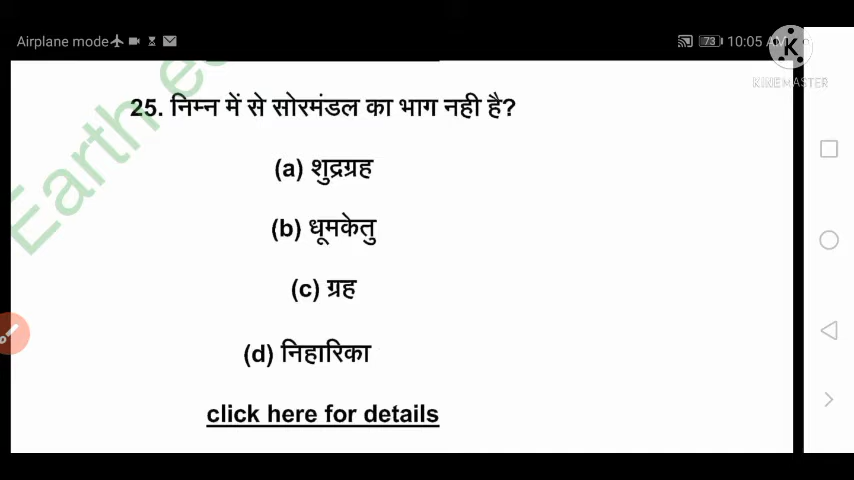 Airplane mode 73 10:05 AM
KINEMASTER
Earth
25. निम्न में से सोरमंडल का भाग नही है?
(a) शुद्रग्रह
(b) धूमकेतु
(c) ग्रह
(d) निहारिका
click here for details